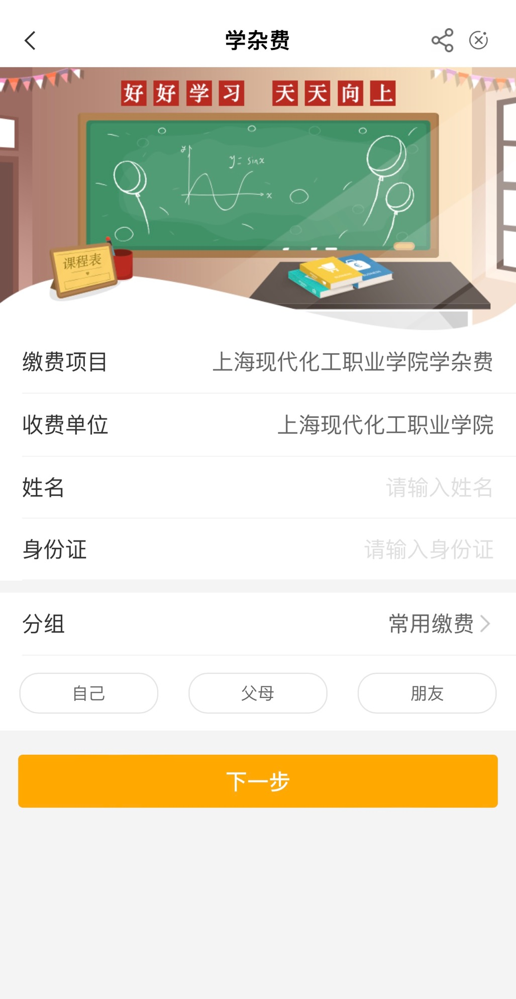 学杂费
好好学习 天天向上
y
y= sinx
x
课程表
BUSINESS
缴费项目 上海现代化工职业学院学杂费
收费单位 上海现代化工职业学院
姓名 请输入姓名
身份证 请输入身份证
分组 常用缴费
自己 父母 朋友
下一步